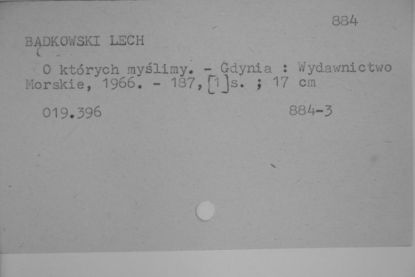 884
BĄDKOWSKI LECH
O których myślimy. - Gdynia : Wydawnictwo
Morskie, 1966. - 187,[1]s. ; 17 cm
019.396 884-3